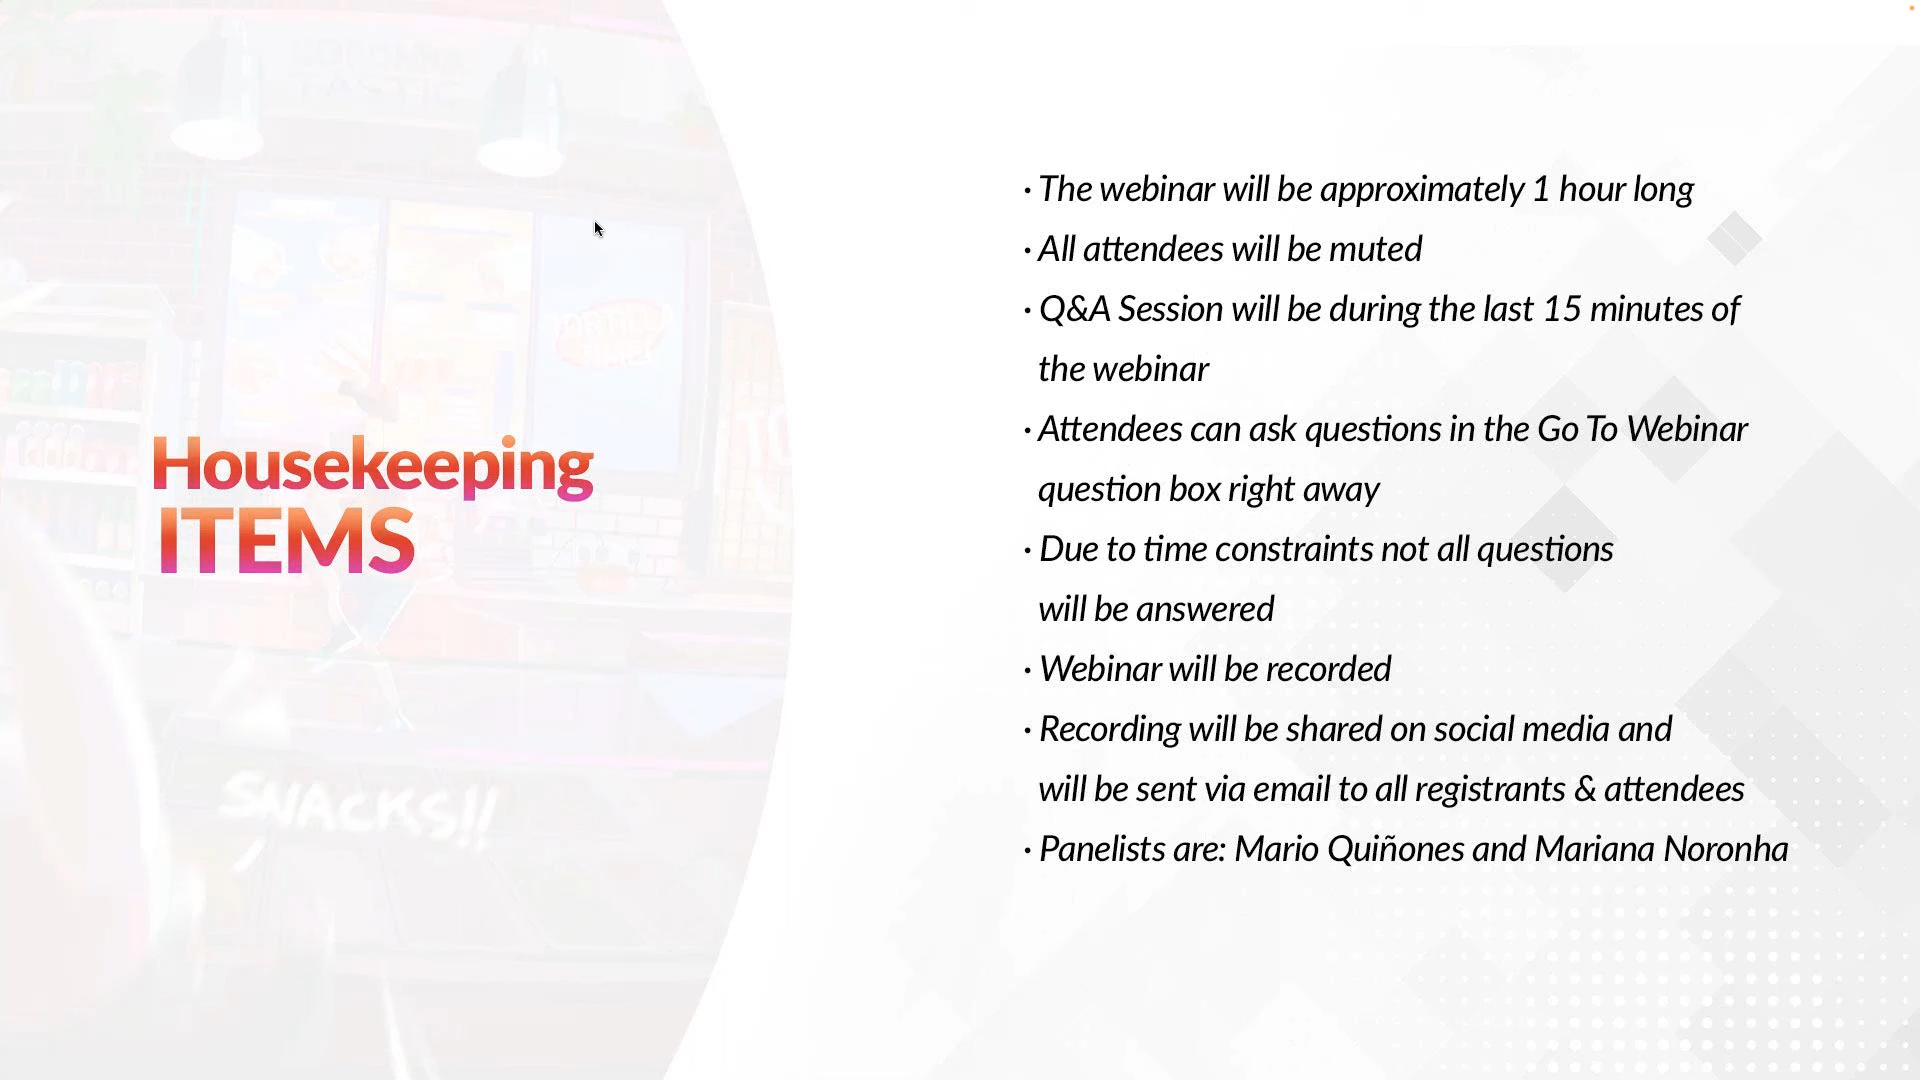 Housekeeping
ITEMS
SNACKS!!
· The webinar will be approximately 1 hour long
· All attendees will be muted
· Q&A Session will be during the last 15 minutes of
the webinar
· Attendees can ask questions in the Go To Webinar
question box right away
· Due to time constraints not all questions
will be answered
· Webinar will be recorded
· Recording will be shared on social media and
will be sent via email to all registrants & attendees
· Panelists are: Mario Quiñones and Mariana Noronha